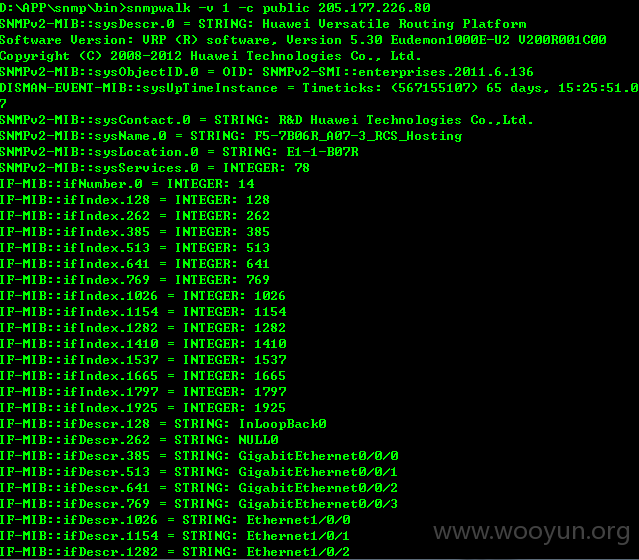 D:\APP\snmp\bin>snmpwalk -v 1 -c public 205.177.226.80
SNMPv2-MIB::sysDescr.0 = STRING: Huawei Versatile Routing Platform
Software Version: VRP (R) software, Version 5.30 Eudemon1000E-U2 V200R001C00
Copyright (C) 2008-2012 Huawei Technologies Co., Ltd.
SNMPv2-MIB::sysObjectID.0 = OID: SNMPv2-SMI::enterprises.2011.6.136
DISMAN-EVENT-MIB::sysUpTimeInstance = Timeticks: (567155107) 65 days, 15:25:51.0
7
SNMPv2-MIB::sysContact.0 = STRING: R&D Huawei Technologies Co.,Ltd.
SNMPv2-MIB::sysName.0 = STRING: F5-7B06R_A07-3_RCS_Hosting
SNMPv2-MIB::sysLocation.0 = STRING: E1-1-B07R
SNMPv2-MIB::sysServices.0 = INTEGER: 78
IF-MIB::ifNumber.0 = INTEGER: 14
IF-MIB::ifIndex.128 = INTEGER: 128
IF-MIB::ifIndex.262 = INTEGER: 262
IF-MIB::ifIndex.385 = INTEGER: 385
IF-MIB::ifIndex.513 = INTEGER: 513
IF-MIB::ifIndex.641 = INTEGER: 641
IF-MIB::ifIndex.769 = INTEGER: 769
IF-MIB::ifIndex.1026 = INTEGER: 1026
IF-MIB::ifIndex.1154 = INTEGER: 1154
IF-MIB::ifIndex.1282 = INTEGER: 1282
IF-MIB::ifIndex.1410 = INTEGER: 1410
IF-MIB::ifIndex.1537 = INTEGER: 1537
IF-MIB::ifIndex.1665 = INTEGER: 1665
IF-MIB::ifIndex.1797 = INTEGER: 1797
IF-MIB::ifIndex.1925 = INTEGER: 1925
IF-MIB::ifDescr.128 = STRING: InLoopBack0
IF-MIB::ifDescr.262 = STRING: NULL0
IF-MIB::ifDescr.385 = STRING: GigabitEthernet0/0/0
IF-MIB::ifDescr.513 = STRING: GigabitEthernet0/0/1
IF-MIB::ifDescr.641 = STRING: GigabitEthernet0/0/2
IF-MIB::ifDescr.769 = STRING: GigabitEthernet0/0/3
IF-MIB::ifDescr.1026 = STRING: Ethernet1/0/0
IF-MIB::ifDescr.1154 = STRING: Ethernet1/0/1
IF-MIB::ifDescr.1282 = STRING: Ethernet1/0/2
www.wooyun.org